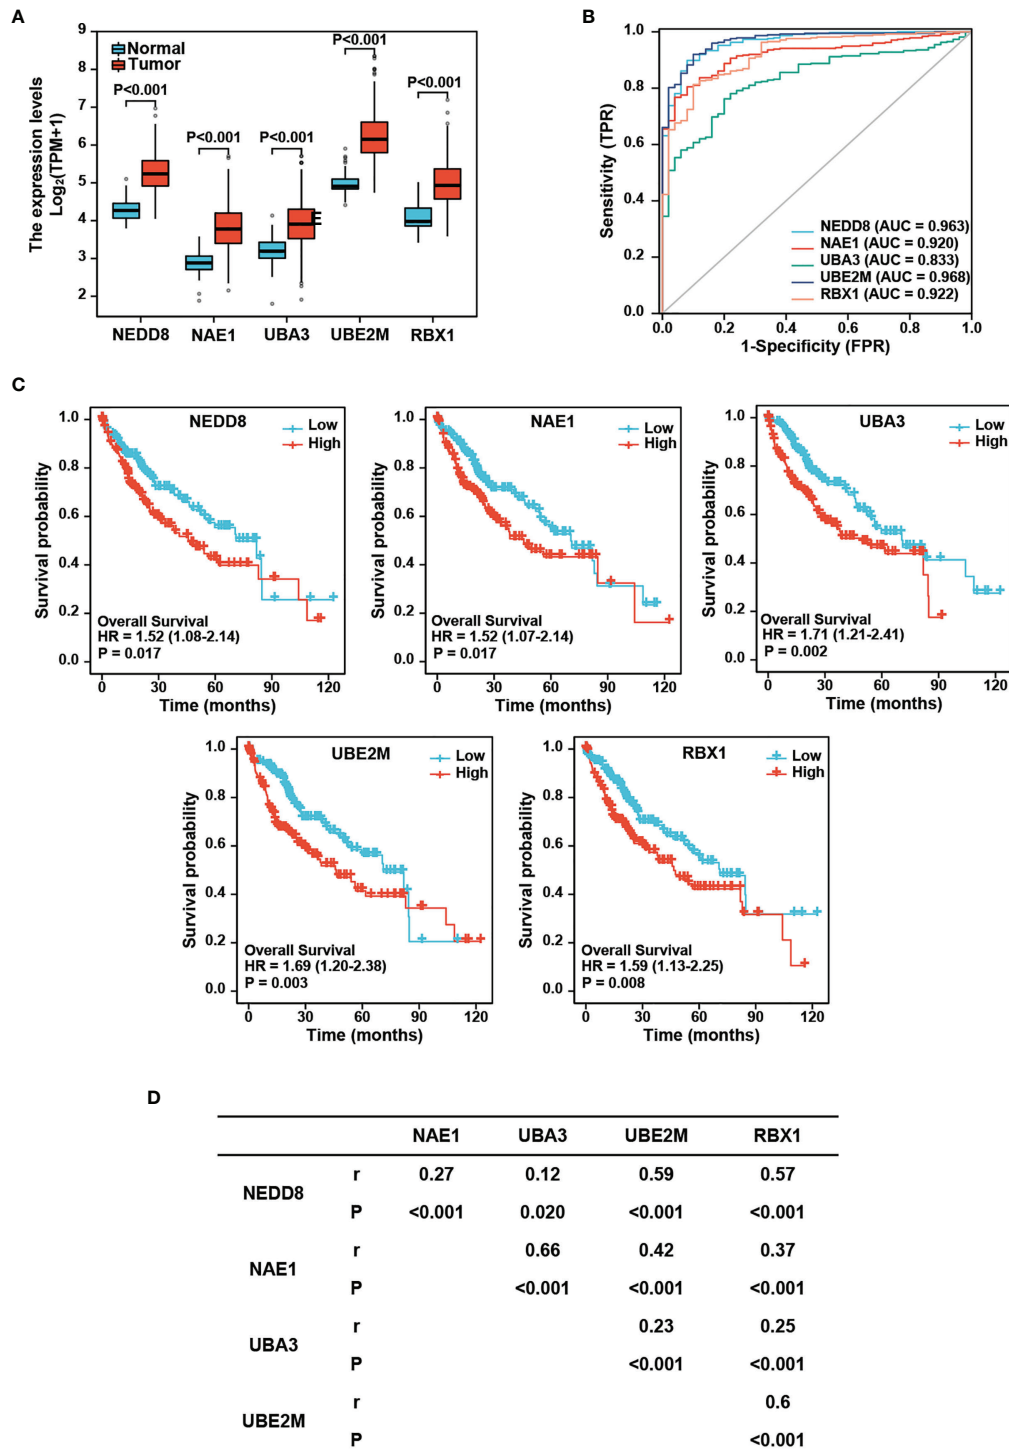 A
The expression levels
Log2(TPM+1)
9
8
7
6
5
4
3
2
Normal
Tumor
P<0.001
P<0.001
P<0.001
P<0.001
P<0.001
NEDD8 NAE1 UBA3 UBE2M RBX1
B
Sensitivity (TPR)
1.0
0.8
0.6
0.4
0.2
0.0
NEDD8 (AUC = 0.963)
NAE1 (AUC = 0.920)
UBA3 (AUC = 0.833)
UBE2M (AUC = 0.968)
RBX1 (AUC = 0.922)
0.0 0.2 0.4 0.6 0.8 1.0
1-Specificity (FPR)
C
NEDD8
Low
High
Survival probability
1.0
0.8
0.6
0.4
0.2
0.0
Overall Survival
HR = 1.52 (1.08-2.14)
P = 0.017
0 30 60 90 120
Time (months)
NAE1
Low
High
Survival probability
1.0
0.8
0.6
0.4
0.2
0.0
Overall Survival
HR = 1.52 (1.07-2.14)
P = 0.017
0 30 60 90 120
Time (months)
UBA3
Low
High
Survival probability
1.0
0.8
0.6
0.4
0.2
0.0
Overall Survival
HR = 1.71 (1.21-2.41)
P = 0.002
0 30 60 90 120
Time (months)
UBE2M
Low
High
Survival probability
1.0
0.8
0.6
0.4
0.2
0.0
Overall Survival
HR = 1.69 (1.20-2.38)
P = 0.003
0 30 60 90 120
Time (months)
RBX1
Low
High
Survival probability
1.0
0.8
0.6
0.4
0.2
0.0
Overall Survival
HR = 1.59 (1.13-2.25)
P = 0.008
0 30 60 90 120
Time (months)
D
NAE1 UBA3 UBE2M RBX1
NEDD8
r 0.27 0.12 0.59 0.57
P <0.001 0.020 <0.001 <0.001
NAE1
r 0.66 0.42 0.37
P <0.001 <0.001 <0.001
UBA3
r 0.23 0.25
P <0.001 <0.001
UBE2M
r 0.6
P <0.001